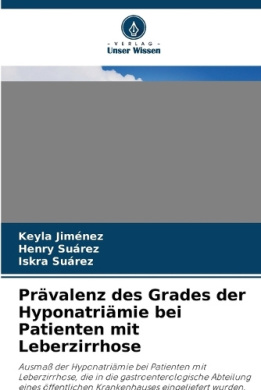 - VERLAG -
Unser Wissen
Keyla Jiménez
Henry Suárez
Iskra Suárez
Prävalenz des Grades der
Hyponatriämie bei
Patienten mit
Leberzirrhose
Ausmaß der Hyponatriämie bei Patienten mit
Leberzirrhose, die in die gastroenterologische Abteilung
eines öffentlichen Krankenhauses eingeliefert wurden.